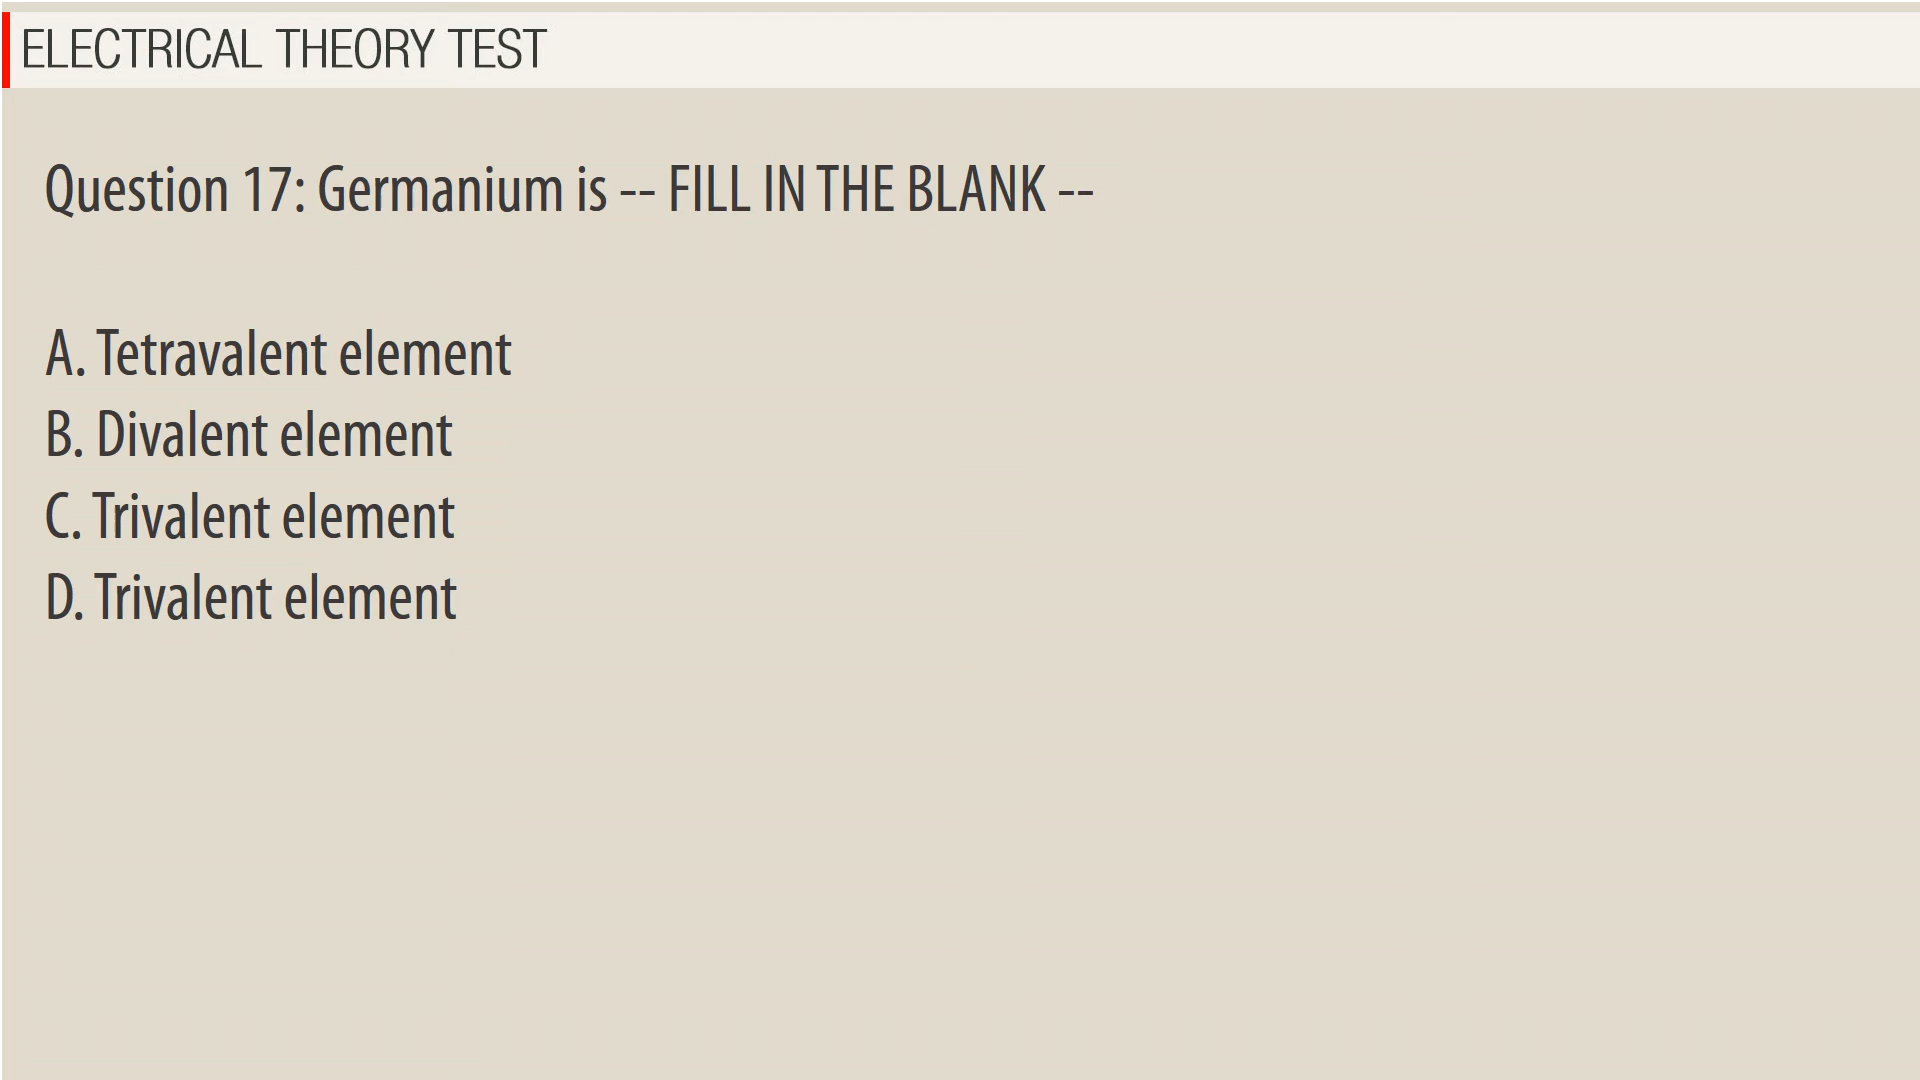 ELECTRICAL THEORY TEST
Question 17: Germanium is -- FILL IN THE BLANK --
A. Tetravalent element
B. Divalent element
C. Trivalent element
D. Trivalent element